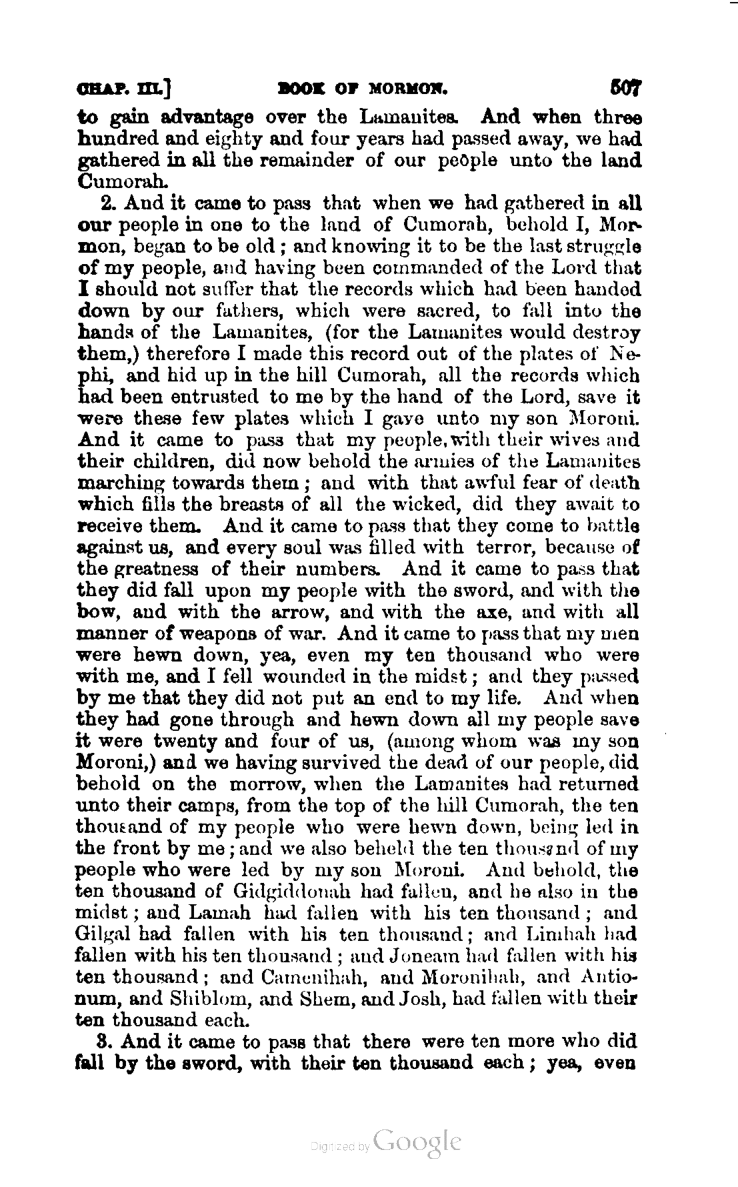 CHAP. III.] BOOK OF MORMON. 507
to gain advantage over the Lamanites. And when three
hundred and eighty and four years had passed away, we had
gathered in all the remainder of our people unto the land
Cumorah.
2. And it came to pass that when we had gathered in all
our people in one to the land of Cumorah, behold I, Mor-
mon, began to be old; and knowing it to be the last struggle
of my people, and having been commanded of the Lord that
I should not suffer that the records which had been handed
down by our fathers, which were sacred, to fall into the
hands of the Lamanites, (for the Lamanites would destroy
them,) therefore I made this record out of the plates of Ne-
phi, and hid up in the hill Cumorah, all the records which
had been entrusted to me by the hand of the Lord, save it
were these few plates which I gave unto my son Moroni.
And it came to pass that my people, with their wives and
their children, did now behold the armies of the Lamanites
marching towards them; and with that awful fear of death
which fills the breasts of all the wicked, did they await to
receive them. And it came to pass that they come to battle
against us, and every soul was filled with terror, because of
the greatness of their numbers. And it came to pass that
they did fall upon my people with the sword, and with the
bow, and with the arrow, and with the axe, and with all
manner of weapons of war. And it came to pass that my men
were hewn down, yea, even my ten thousand who were
with me, and I fell wounded in the midst; and they passed
by me that they did not put an end to my life. And when
they had gone through and hewn down all my people save
it were twenty and four of us, (among whom was my son
Moroni,) and we having survived the dead of our people, did
behold on the morrow, when the Lamanites had returned
unto their camps, from the top of the hill Cumorah, the ten
thousand of my people who were hewn down, being led in
the front by me; and we also beheld the ten thousand of my
people who were led by my son Moroni. And behold, the
ten thousand of Gidgiddonah had fallen, and he also in the
midst; and Lamah had fallen with his ten thousand; and
Gilgal had fallen with his ten thousand; and Limhah had
fallen with his ten thousand; and Joneam had fallen with his
ten thousand; and Camenihah, and Moronihah, and Antio-
num, and Shiblom, and Shem, and Josh, had fallen with their
ten thousand each.
3. And it came to pass that there were ten more who did
fall by the sword, with their ten thousand each; yea, even
Digitized by Google